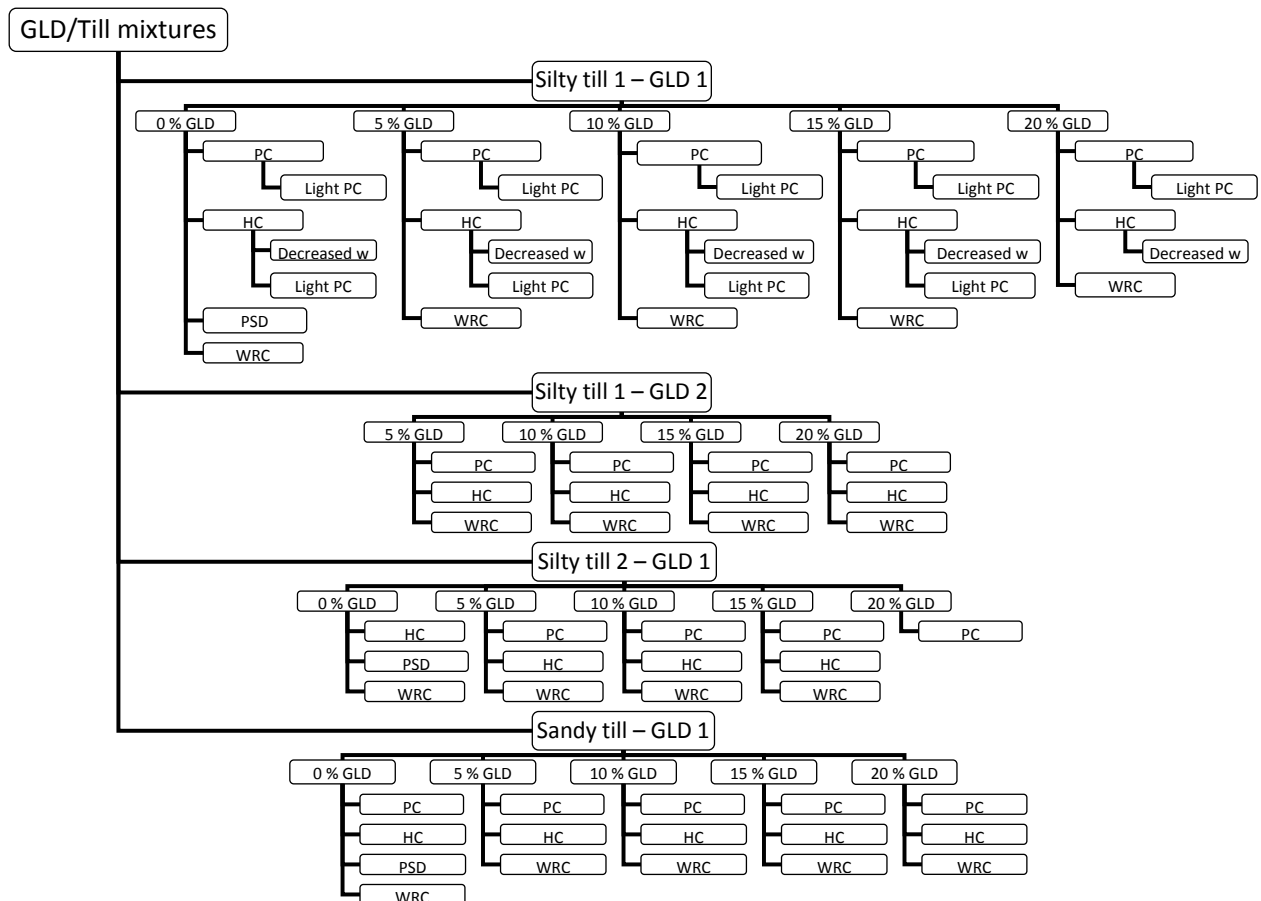 GLD/Till mixtures
Silty till 1 – GLD 1
0 % GLD
PC
Light PC
HC
Decreased w
Light PC
PSD
WRC
5 % GLD
PC
Light PC
HC
Decreased w
Light PC
WRC
10 % GLD
PC
Light PC
HC
Decreased w
Light PC
WRC
15 % GLD
PC
Light PC
HC
Decreased w
Light PC
WRC
20 % GLD
PC
Light PC
HC
Decreased w
WRC
Silty till 1 – GLD 2
5 % GLD
PC
HC
WRC
10 % GLD
PC
HC
WRC
15 % GLD
PC
HC
WRC
20 % GLD
PC
HC
WRC
Silty till 2 – GLD 1
0 % GLD
HC
PSD
WRC
5 % GLD
PC
HC
WRC
10 % GLD
PC
HC
WRC
15 % GLD
PC
HC
WRC
20 % GLD
PC
Sandy till – GLD 1
0 % GLD
PC
HC
PSD
WRC
5 % GLD
PC
HC
WRC
10 % GLD
PC
HC
WRC
15 % GLD
PC
HC
WRC
20 % GLD
PC
HC
WRC